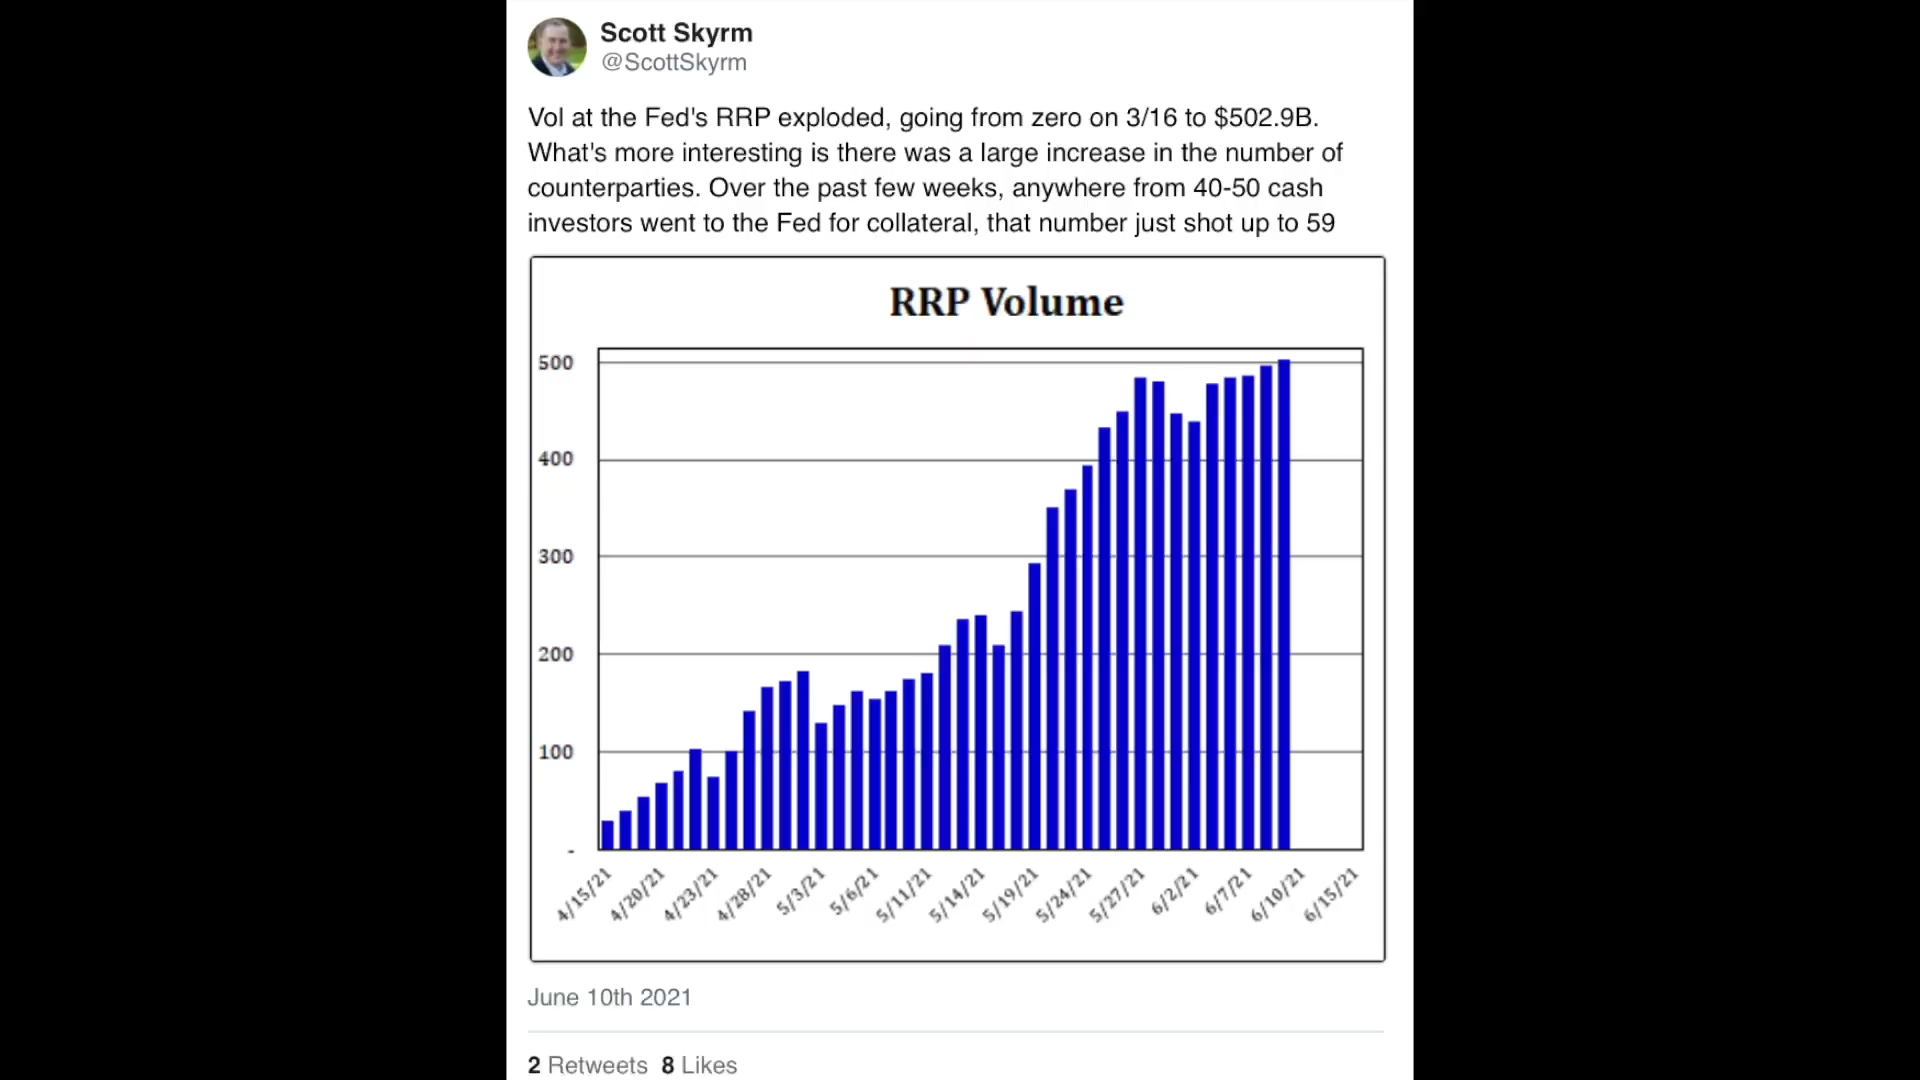 Scott Skyrm
@ScottSkyrm
Vol at the Fed's RRP exploded, going from zero on 3/16 to $502.9B.
What's more interesting is there was a large increase in the number of
counterparties. Over the past few weeks, anywhere from 40-50 cash
investors went to the Fed for collateral, that number just shot up to 59
RRP Volume
500
400
300
200
100
-
4/15/21 4/20/21 4/23/21 4/28/21 5/3/21 5/6/21 5/11/21 5/14/21 5/19/21 5/24/21 5/27/21 6/2/21 6/7/21 6/10/21 6/15/21
June 10th 2021
2 Retweets 8 Likes